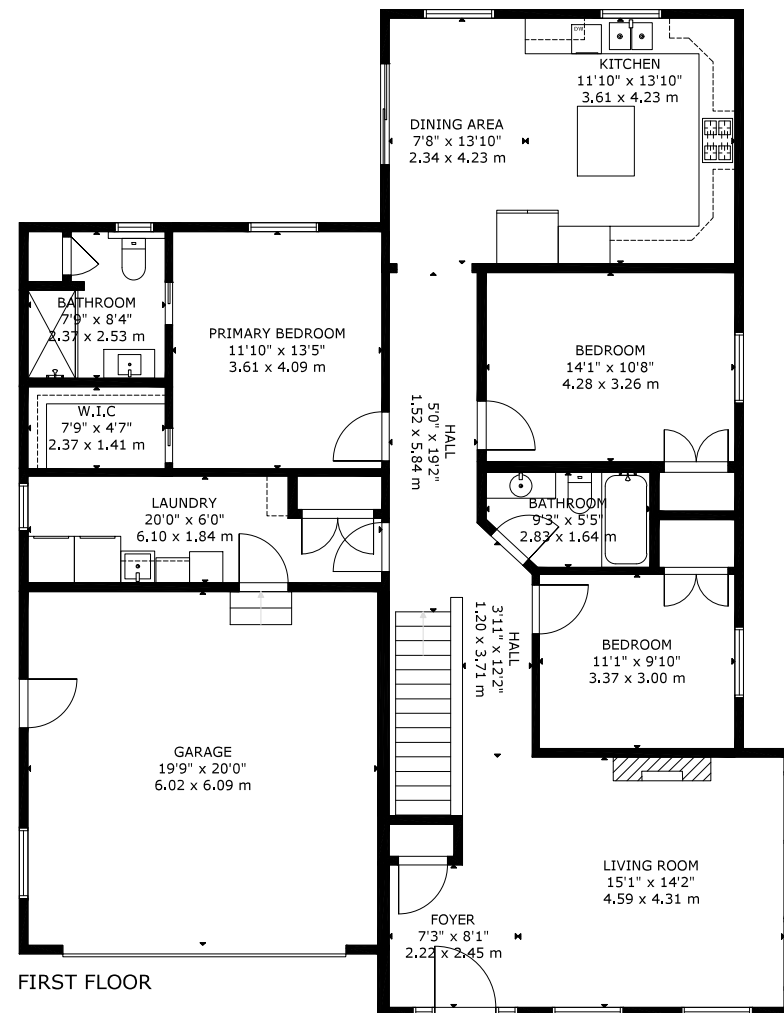 DW
KITCHEN
11'10" x 13'10"
3.61 x 4.23 m
DINING AREA
7'8" x 13'10"
2.34 x 4.23 m
BATHROOM
7'9" x 8'4"
2.37 x 2.53 m
PRIMARY BEDROOM
11'10" x 13'5"
3.61 x 4.09 m
BEDROOM
14'1" x 10'8"
4.28 x 3.26 m
W.I.C
7'9" x 4'7"
2.37 x 1.41 m
HALL
5'0" x 19'2"
1.52 x 5.84 m
LAUNDRY
20'0" x 6'0"
6.10 x 1.84 m
BATHROOM
9'3" x 5'5"
2.83 x 1.64 m
HALL
3'11" x 12'2"
1.20 x 3.71 m
BEDROOM
11'1" x 9'10"
3.37 x 3.00 m
GARAGE
19'9" x 20'0"
6.02 x 6.09 m
LIVING ROOM
15'1" x 14'2"
4.59 x 4.31 m
FOYER
7'3" x 8'1"
2.22 x 2.45 m
FIRST FLOOR